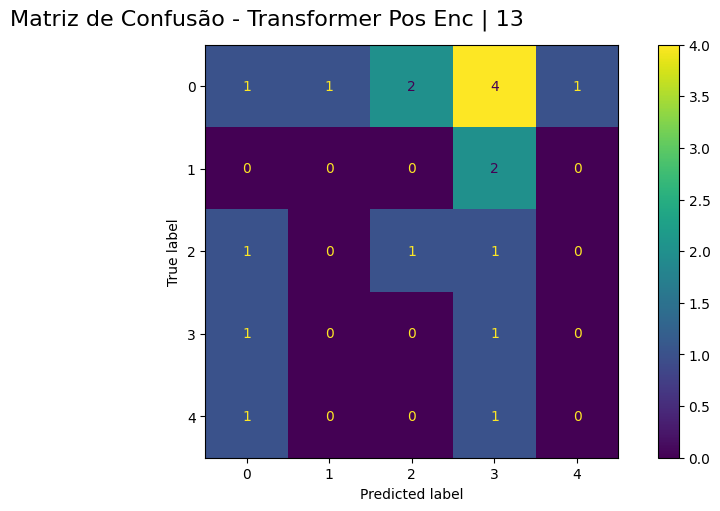 Matriz de Confusão - Transformer Pos Enc | 13
4.0
0 1 1 2 4 1
3.5
3.0
1 0 0 0 2 0
2.5
True label
2 1 0 1 1 0
2.0
1.5
3 1 0 0 1 0
1.0
4 1 0 0 1 0
0.5
0.0
0 1 2 3 4
Predicted label